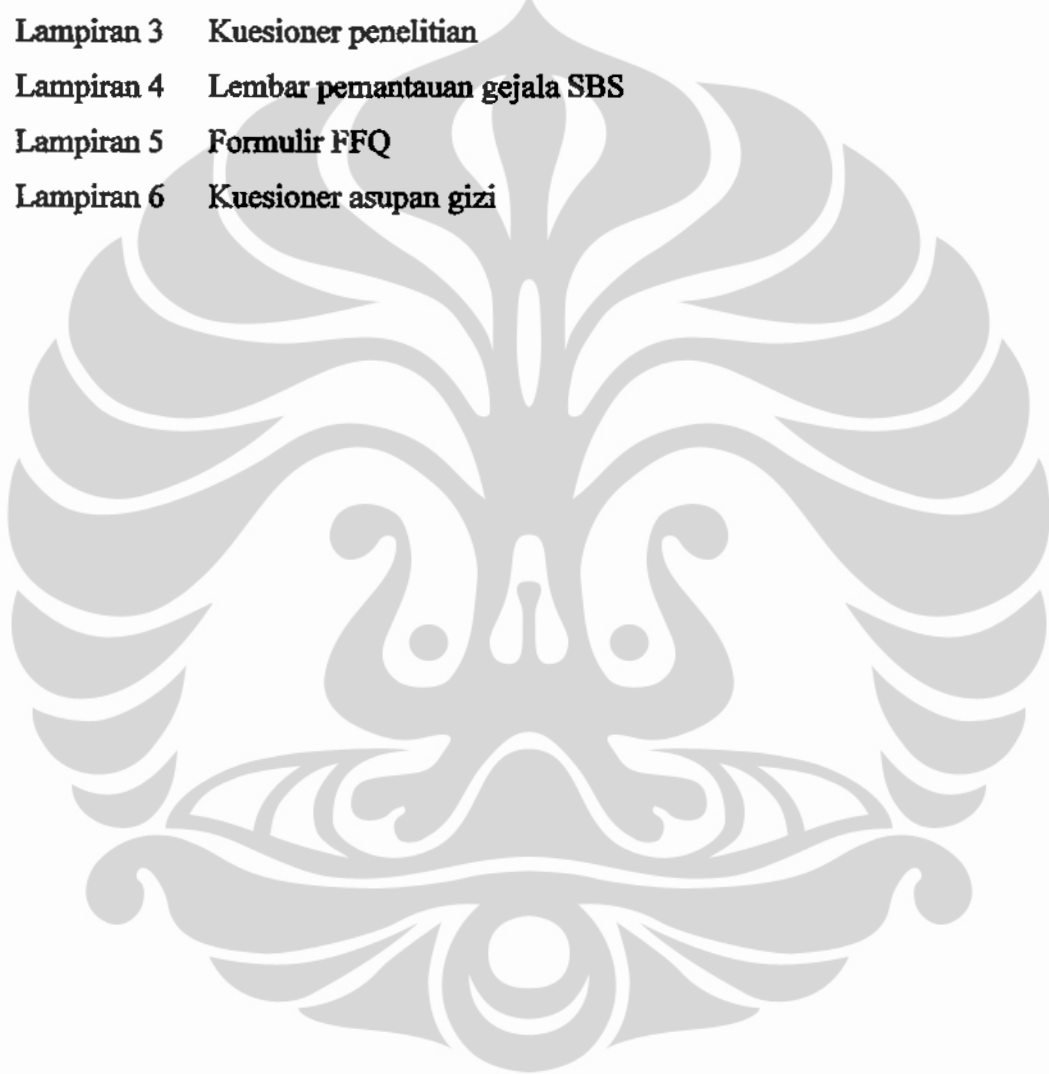 Lampiran 3 Kuesioner penelitian
Lampiran 4 Lembar pemantauan gejala SBS
Lampiran 5 Formulir FFQ
Lampiran 6 Kuesioner asupan gizi